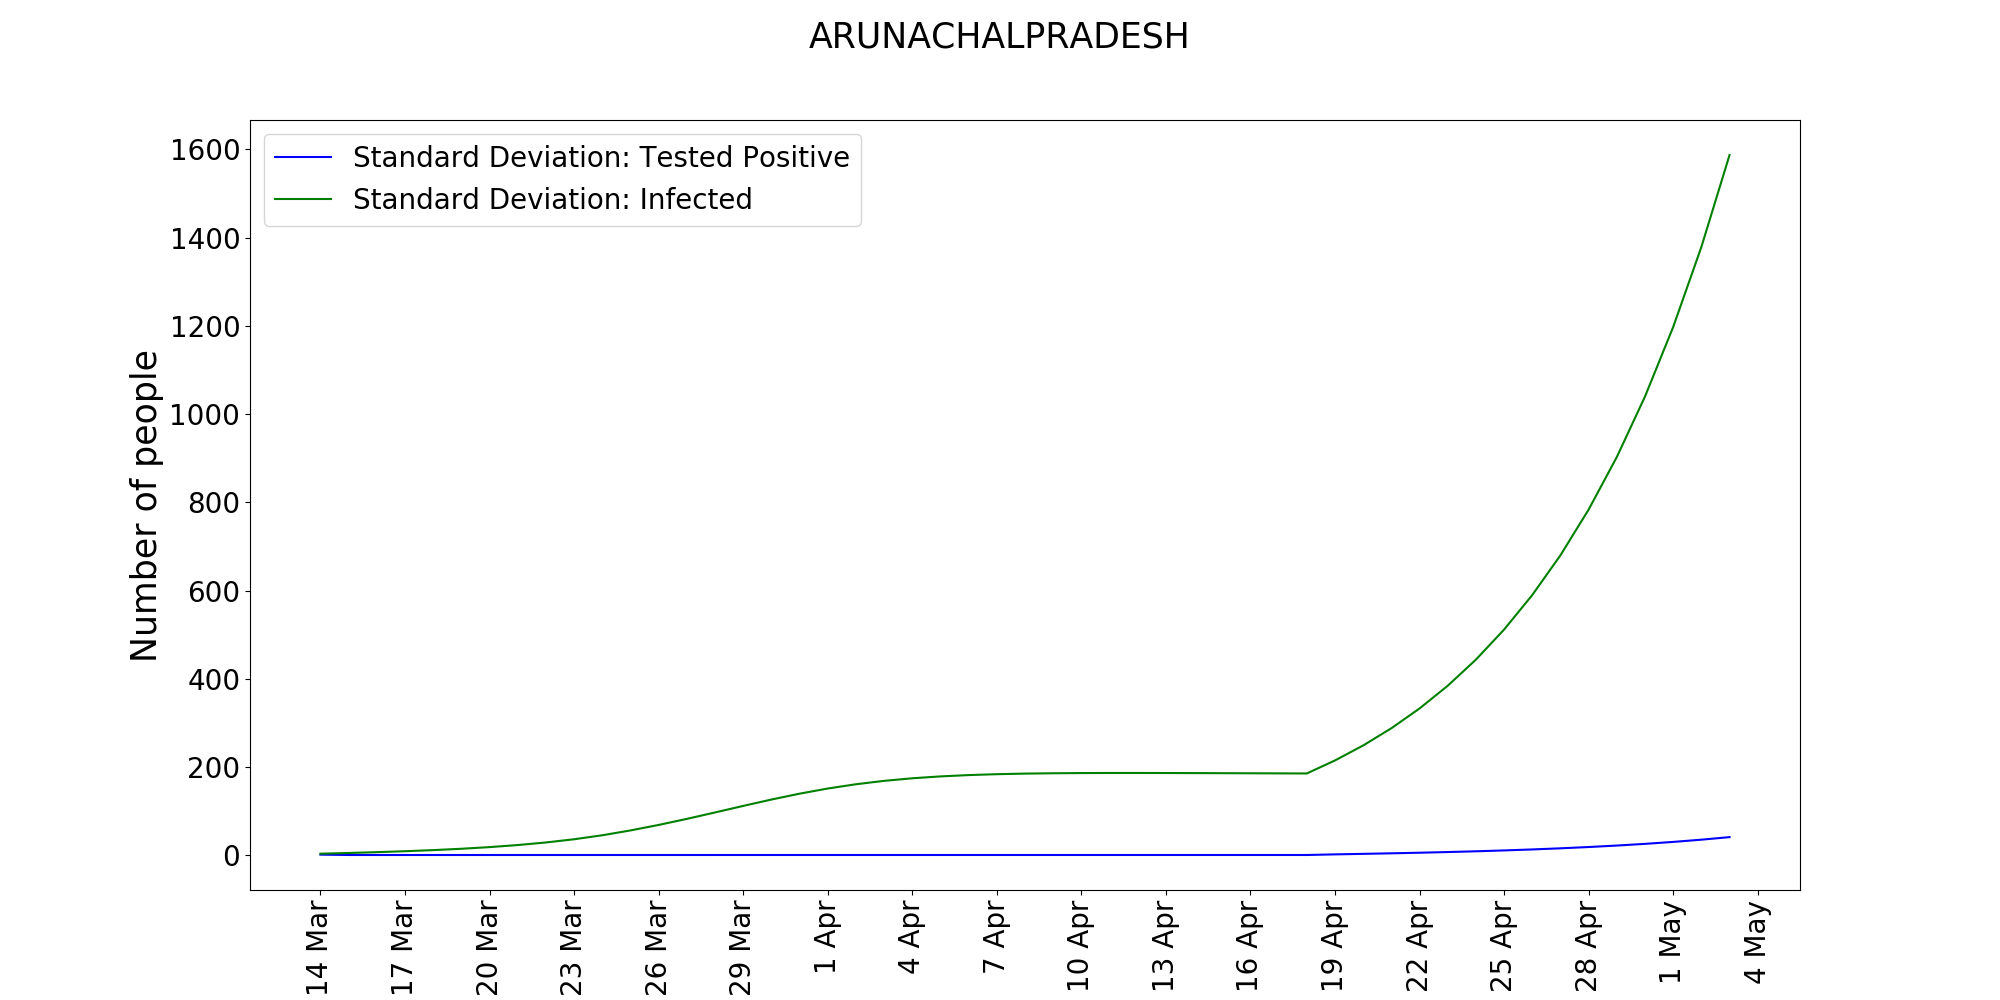 ARUNACHALPRADESH
Standard Deviation: Tested Positive
Standard Deviation: Infected
Number of people
1600
1400
1200
1000
800
600
400
200
0
14 Mar
17 Mar
20 Mar
23 Mar
26 Mar
29 Mar
1 Apr
4 Apr
7 Apr
10 Apr
13 Apr
16 Apr
19 Apr
22 Apr
25 Apr
28 Apr
1 May
4 May